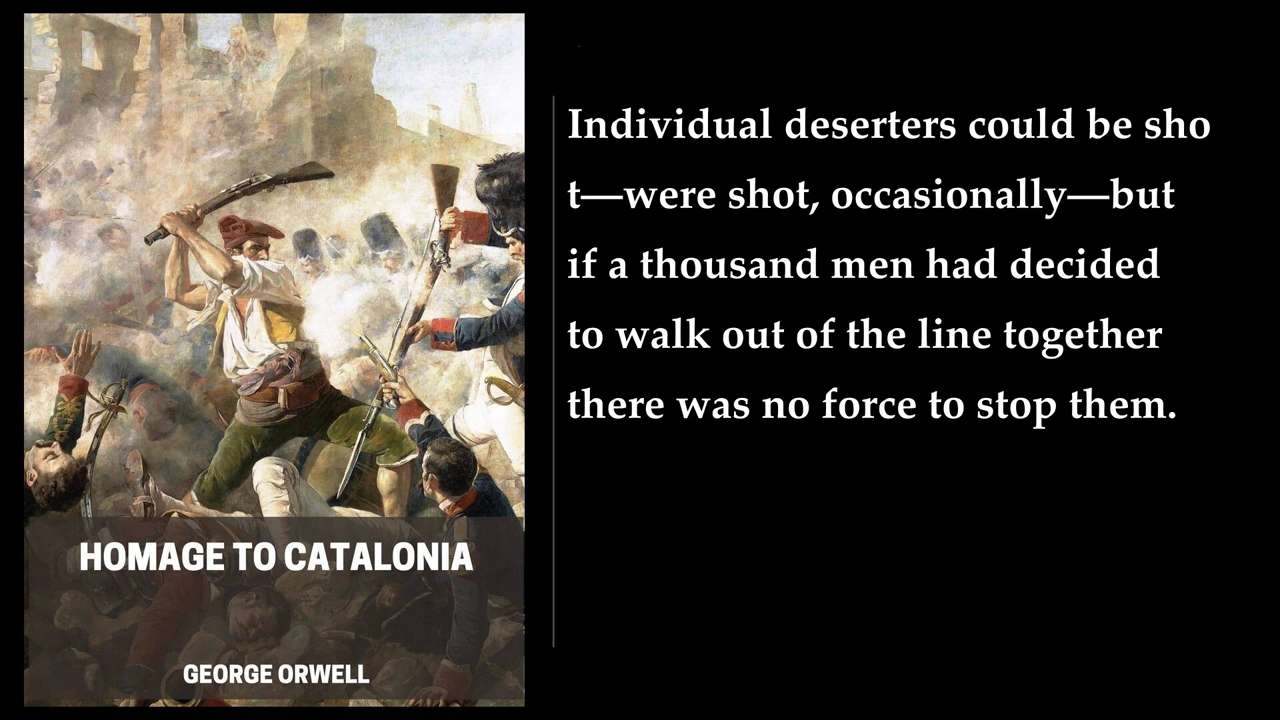 Individual deserters could be sho
t—were shot, occasionally—but
if a thousand men had decided
to walk out of the line together
there was no force to stop them.
HOMAGE TO CATALONIA
GEORGE ORWELL